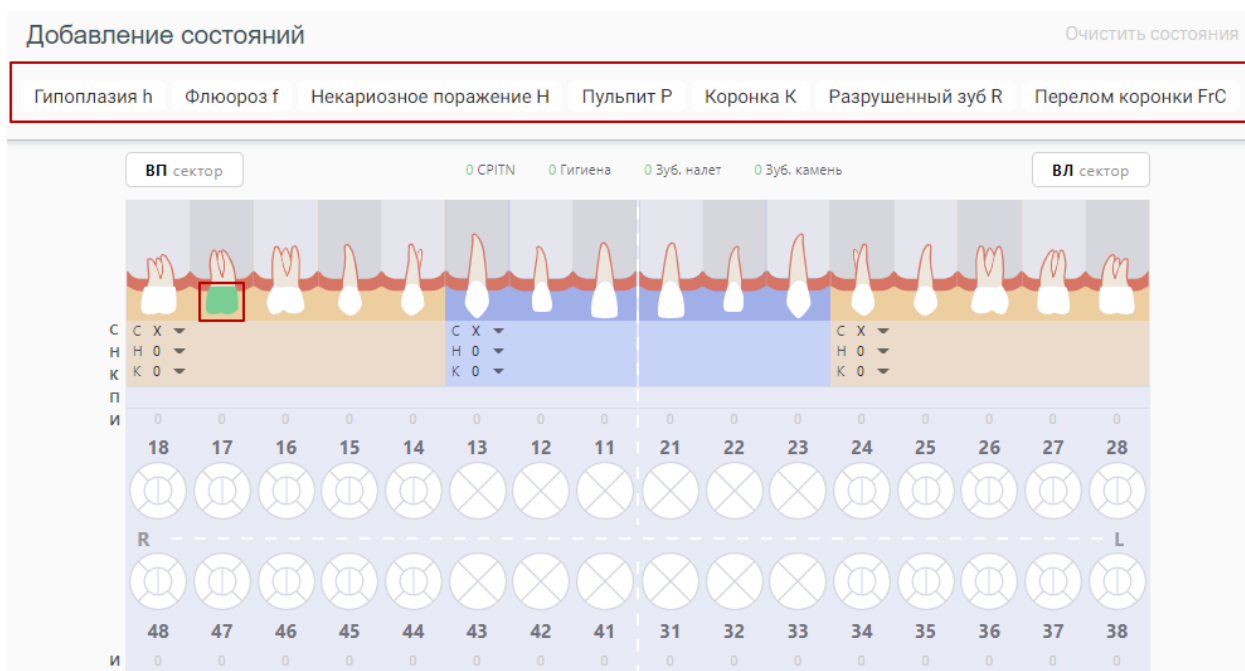 Добавление состояний Очистить состояния
Гипоплазия h Флюороз f Некариозное поражение H Пульпит P Коронка K Разрушенный зуб R Перелом коронки FrC
ВП сектор 0 CPITN 0 Гигиена 0 Зуб. налет 0 Зуб. камень ВЛ сектор
С С X С X С X
Н Н 0 Н 0 Н 0
К К 0 К 0 К 0
П
И 0 0 0 0 0 0 0 0 0 0 0 0 0 0 0 0
18 17 16 15 14 13 12 11 21 22 23 24 25 26 27 28
R L
48 47 46 45 44 43 42 41 31 32 33 34 35 36 37 38
И 0 0 0 0 0 0 0 0 0 0 0 0 0 0 0 0